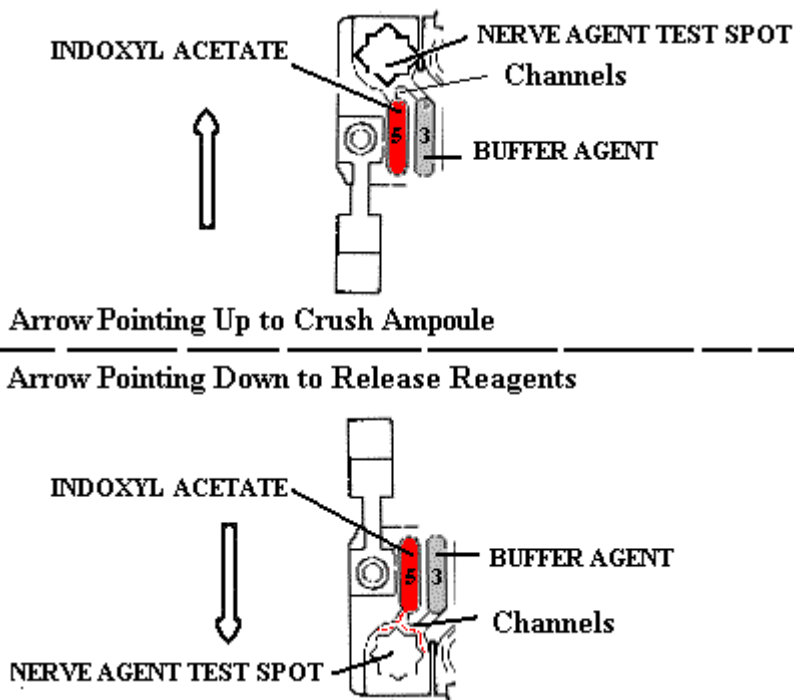 INDOXYL ACETATE
NERVE AGENT TEST SPOT
Channels
5 3
BUFFER AGENT
Arrow Pointing Up to Crush Ampoule
Arrow Pointing Down to Release Reagents
INDOXYL ACETATE
BUFFER AGENT
5 3
Channels
NERVE AGENT TEST SPOT